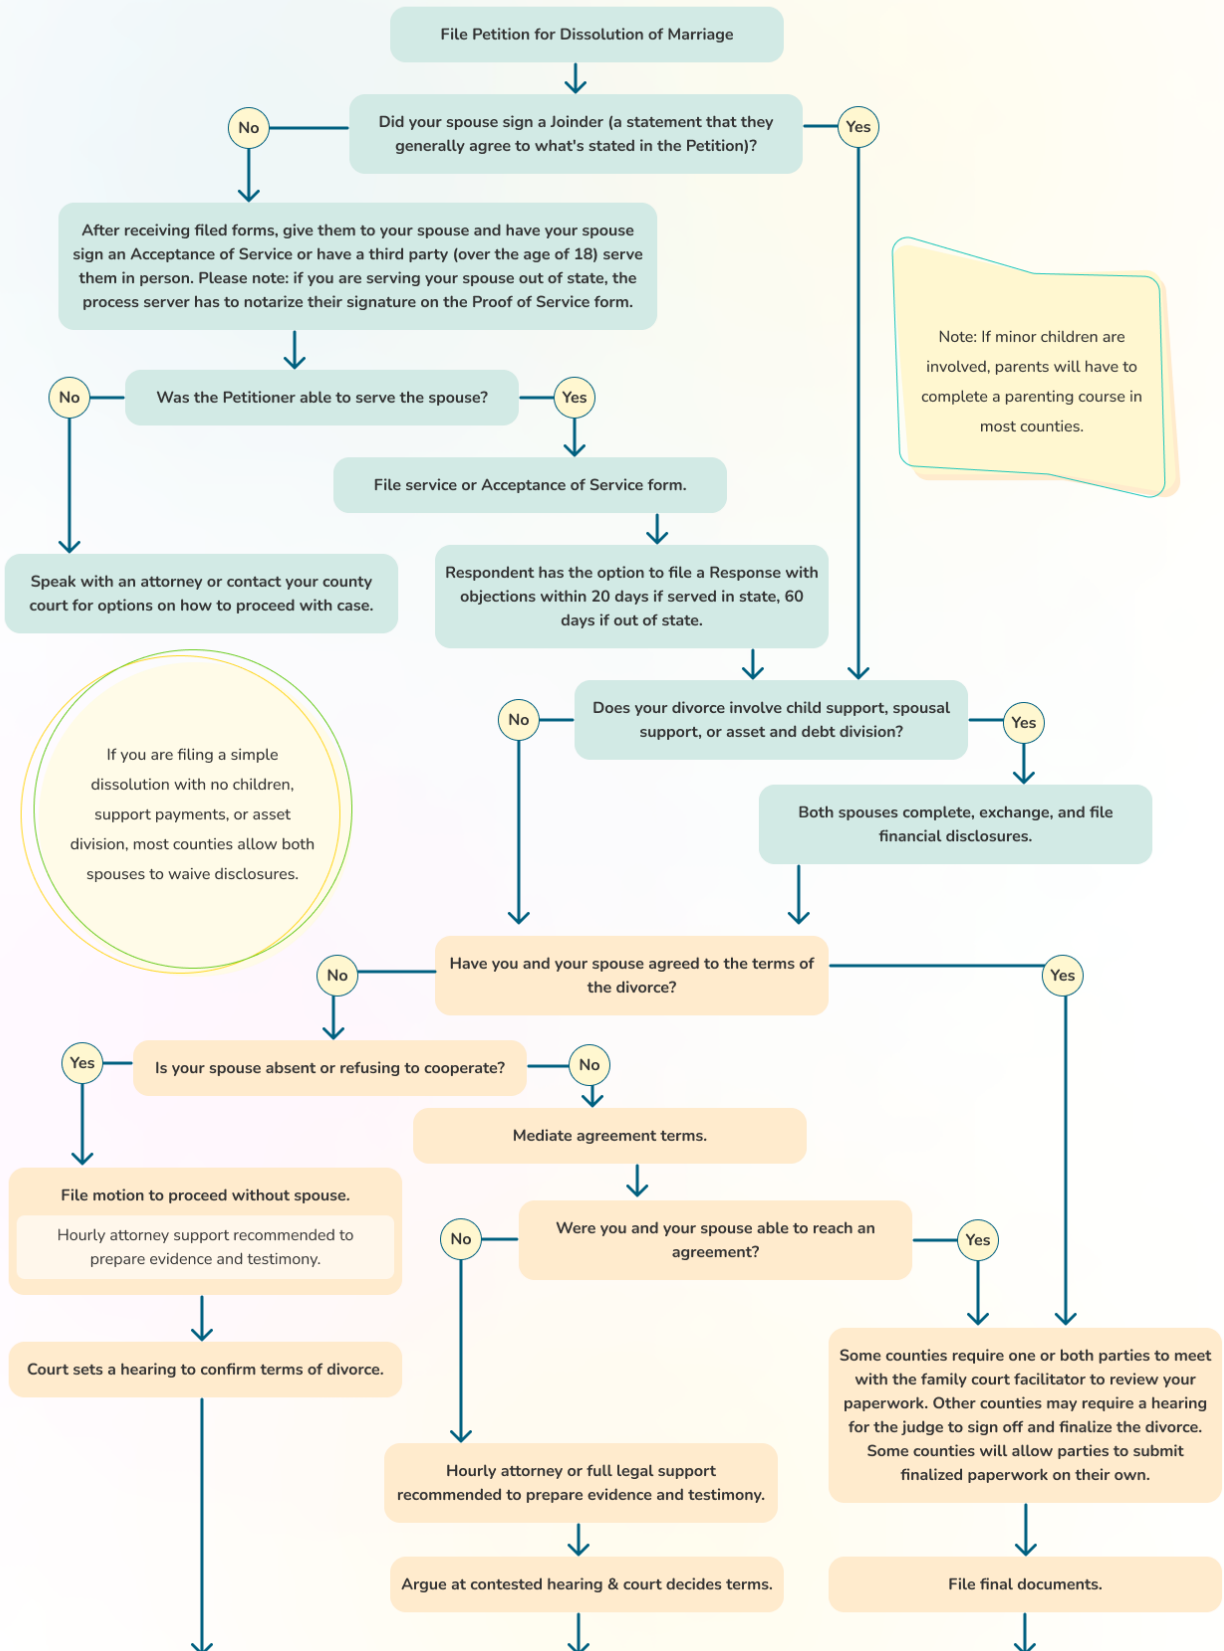 File Petition for Dissolution of Marriage
Did your spouse sign a Joinder (a statement that they
generally agree to what's stated in the Petition)?
No
Yes
After receiving filed forms, give them to your spouse and have your spouse
sign an Acceptance of Service or have a third party (over the age of 18) serve
them in person. Please note: if you are serving your spouse out of state, the
process server has to notarize their signature on the Proof of Service form.
Note: If minor children are
involved, parents will have to
complete a parenting course in
most counties.
No
Was the Petitioner able to serve the spouse?
Yes
File service or Acceptance of Service form.
Speak with an attorney or contact your county
court for options on how to proceed with case.
Respondent has the option to file a Response with
objections within 20 days if served in state, 60
days if out of state.
No
Does your divorce involve child support, spousal
support, or asset and debt division?
Yes
If you are filing a simple
dissolution with no children,
support payments, or asset
division, most counties allow both
spouses to waive disclosures.
Both spouses complete, exchange, and file
financial disclosures.
No
Have you and your spouse agreed to the terms of
the divorce?
Yes
Yes
Is your spouse absent or refusing to cooperate?
No
Mediate agreement terms.
File motion to proceed without spouse.
Hourly attorney support recommended to
prepare evidence and testimony.
No
Were you and your spouse able to reach an
agreement?
Yes
Court sets a hearing to confirm terms of divorce.
Some counties require one or both parties to meet
with the family court facilitator to review your
paperwork. Other counties may require a hearing
for the judge to sign off and finalize the divorce.
Some counties will allow parties to submit
finalized paperwork on their own.
Hourly attorney or full legal support
recommended to prepare evidence and testimony.
Argue at contested hearing & court decides terms.
File final documents.